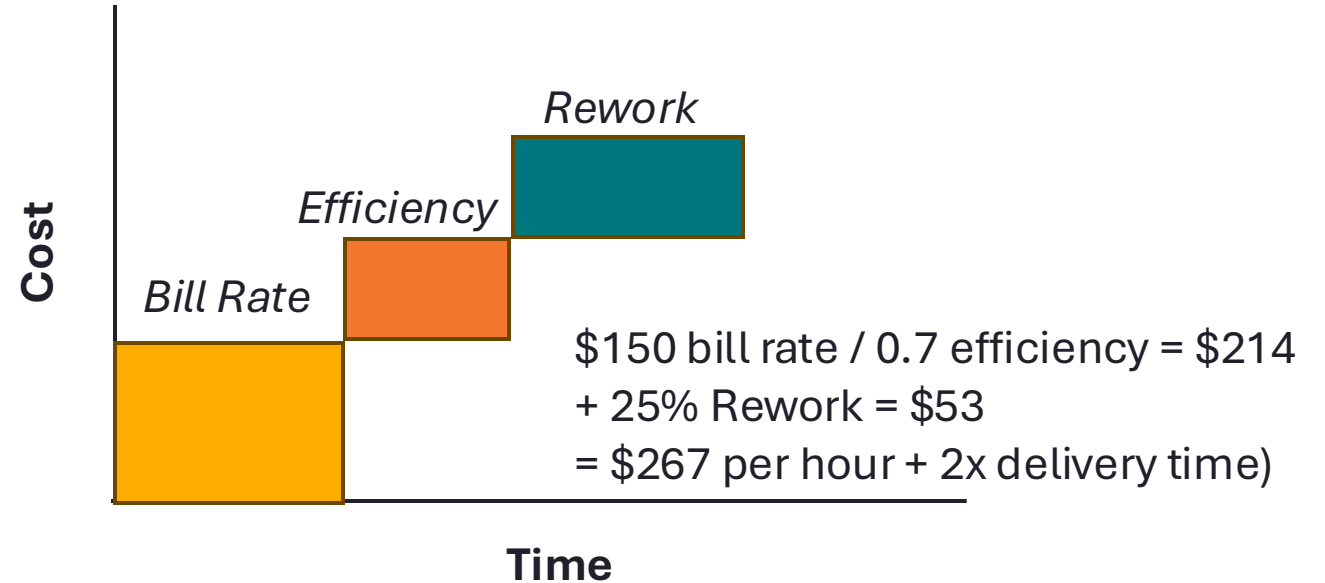 Rework
Efficiency
Bill Rate
Cost
$150 bill rate / 0.7 efficiency = $214
+ 25% Rework = $53
= $267 per hour + 2x delivery time)
Time